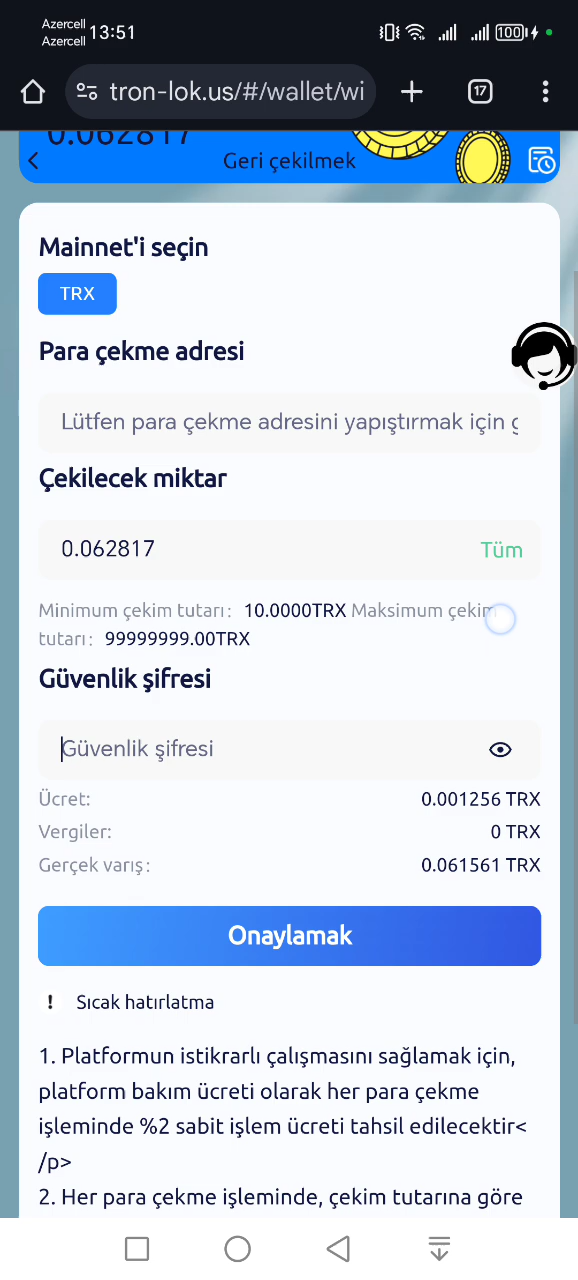 Azercell
Azercell
13:51
100
tron-lok.us/#/wallet/wi
17
0.062817
Geri çekilmek
Mainnet'i seçin
TRX
Para çekme adresi
Lütfen para çekme adresini yapıştırmak için ç
Çekilecek miktar
0.062817
Tüm
Minimum çekim tutarı: 10.0000TRX Maksimum çekim
tutarı: 99999999.00TRX
Güvenlik şifresi
Güvenlik şifresi
Ücret: 0.001256 TRX
Vergiler: 0 TRX
Gerçek varış: 0.061561 TRX
Onaylamak
! Sıcak hatırlatma
1. Platformun istikrarlı çalışmasını sağlamak için,
platform bakım ücreti olarak her para çekme
işleminde %2 sabit işlem ücreti tahsil edilecektir<
/p>
2. Her para çekme işleminde, çekim tutarına göre